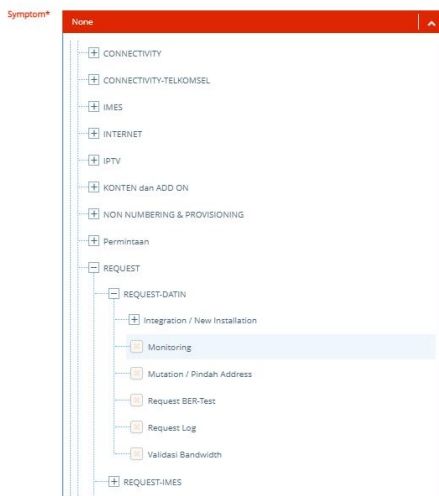 Symptom*
None
CONNECTIVITY
CONNECTIVITY-TELKOMSEL
IMES
INTERNET
IPTV
KONTEN dan ADD ON
NON NUMBERING & PROVISIONING
Permintaan
REQUEST
REQUEST-DATIN
Integration / New Installation
Monitoring
Mutation / Pindah Address
Request BER-Test
Request Log
Validasi Bandwidth
REQUEST-IMES